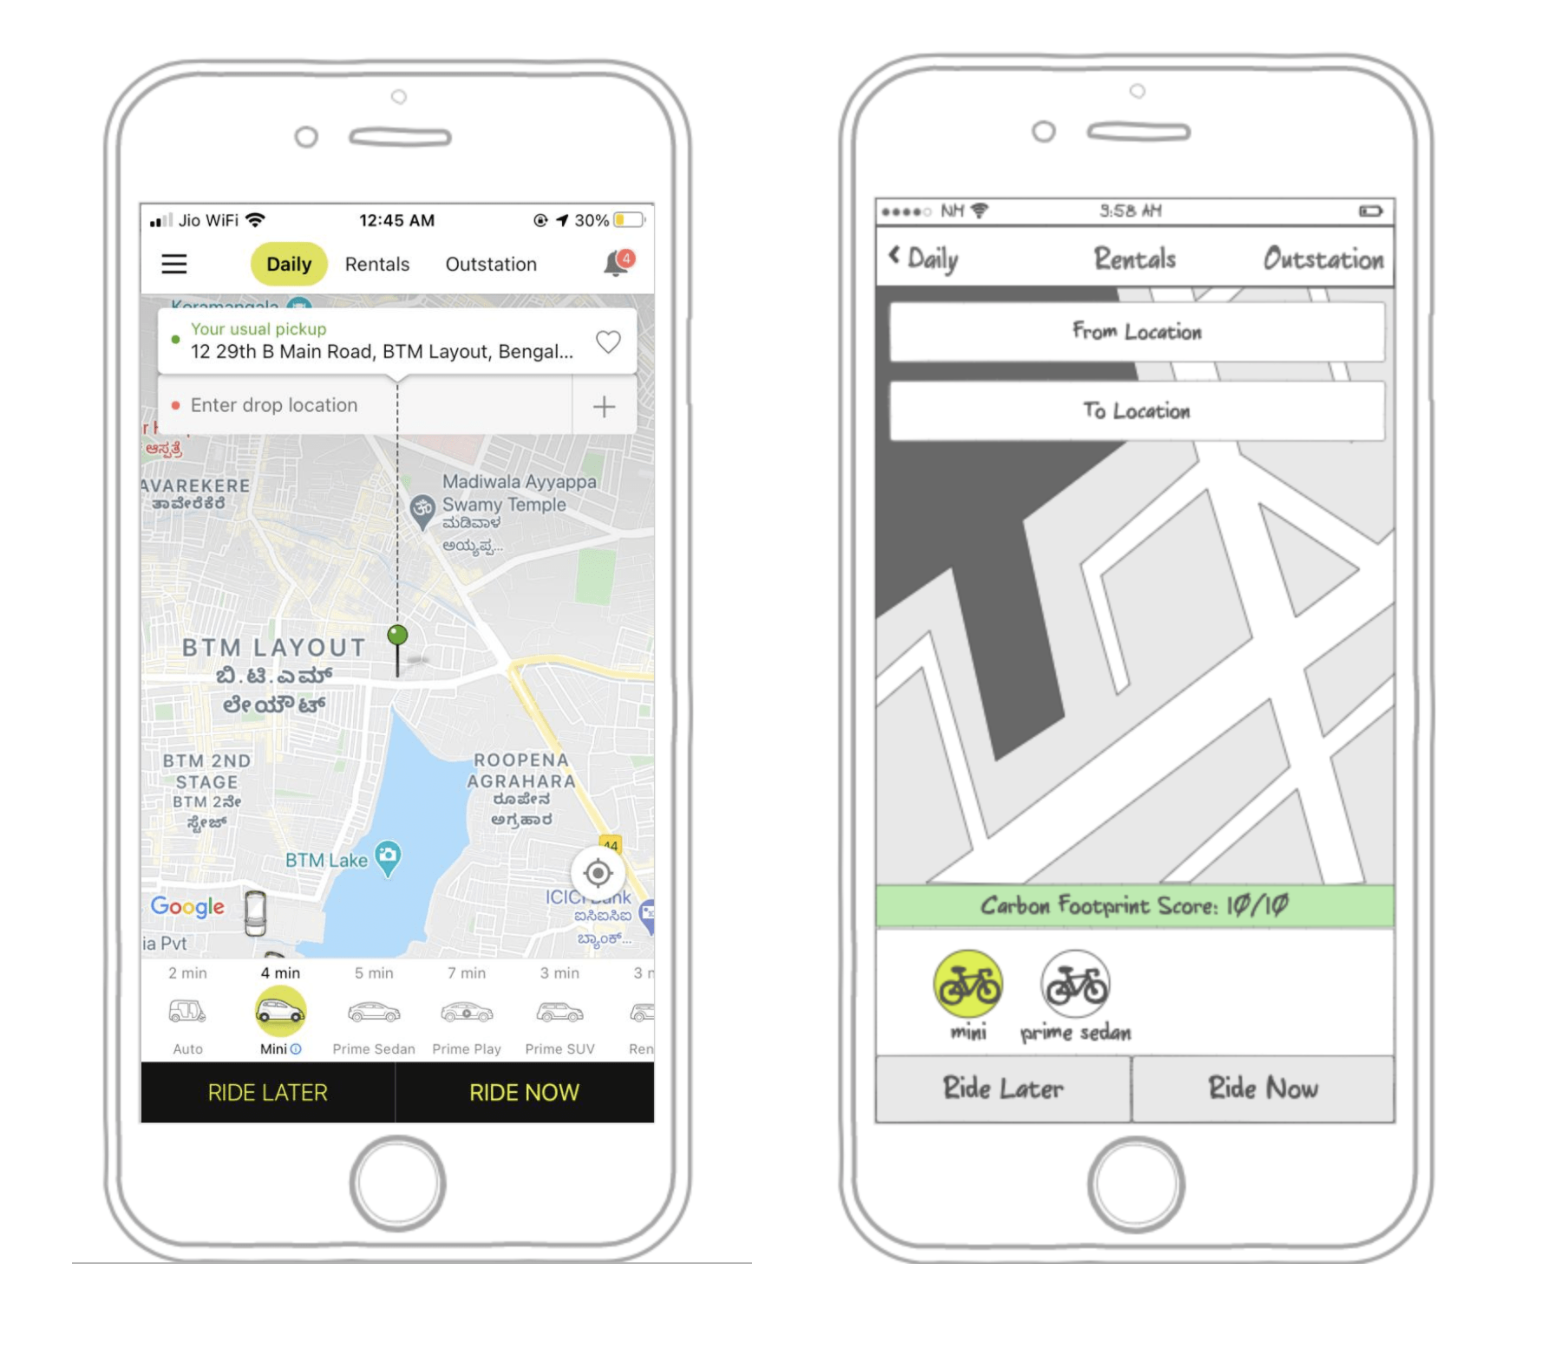 Jio WiFi
12:45 AM
30%
Daily
Rentals
Outstation
4
Koramangala
Your usual pickup
12 29th B Main Road, BTM Layout, Bengal...
Enter drop location
ಆಸ್ಪತ್ರೆ
AVAREKERE
ತಾವೇರೆಕೆರೆ
Madiwala Ayyappa
Swamy Temple
ಮಡಿವಾಳ
ಅಯ್ಯಪ್ಪ...
BTM LAYOUT
ಬಿ.ಟಿ.ಎಮ್
ಲೇಯೌಟ್
BTM 2ND
STAGE
BTM 2ನೇ
ಸ್ಟೇಜ್
ROOPENA
AGRAHARA
ರೂಪೇನ
ಅಗ್ರಹಾರ
44
BTM Lake
Google
ICICI Bank
ಐಸಿಐಸಿಐ
ಬ್ಯಾಂಕ್...
ia Pvt
2 min
4 min
5 min
7 min
3 min
3 m
Auto
Mini
Prime Sedan
Prime Play
Prime SUV
Ren
RIDE LATER
RIDE NOW
NM
3:58 AM
Daily
Rentals
Outstation
From Location
To Location
Carbon Footprint Score: 10/10
mini
prime sedan
Ride Later
Ride Now